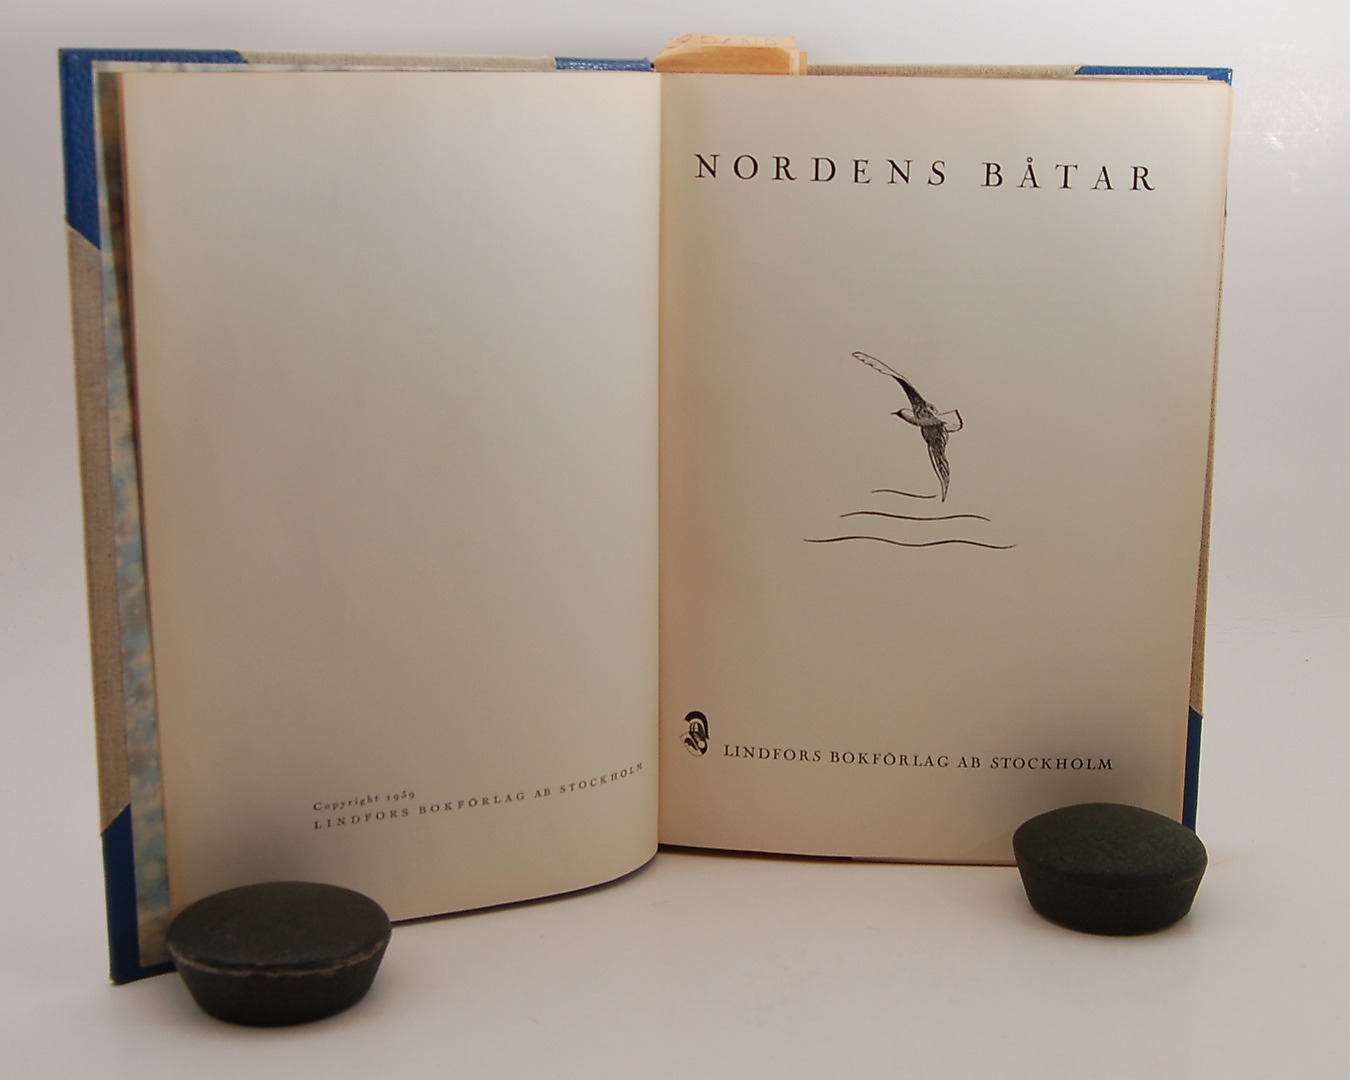 Copyright 1939
LINDFORS BOKFÖRLAG AB STOCKHOLM
NORDENS BÅTAR
LINDFORS BOKFÖRLAG AB STOCKHOLM